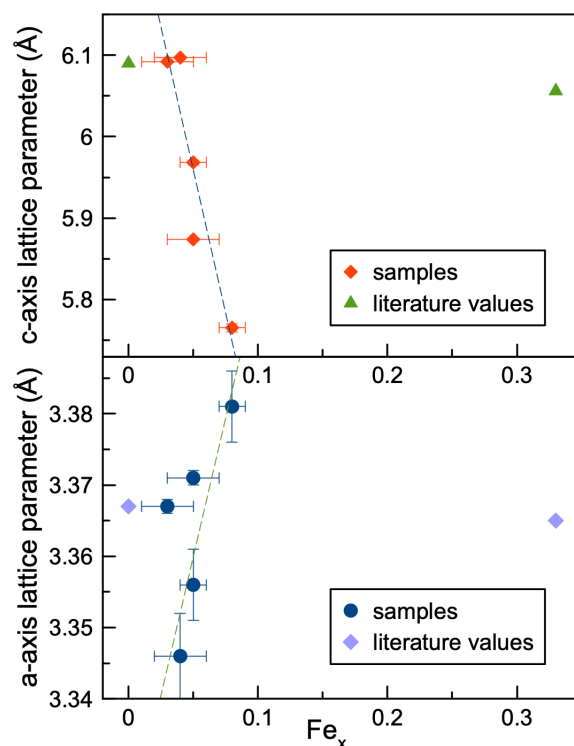 c-axis lattice parameter (Å)
6.1
6
5.9
5.8
samples
literature values
0
0.1
0.2
0.3
a-axis lattice parameter (Å)
3.38
3.37
3.36
3.35
3.34
samples
literature values
0
0.1
0.2
0.3
Feₓ